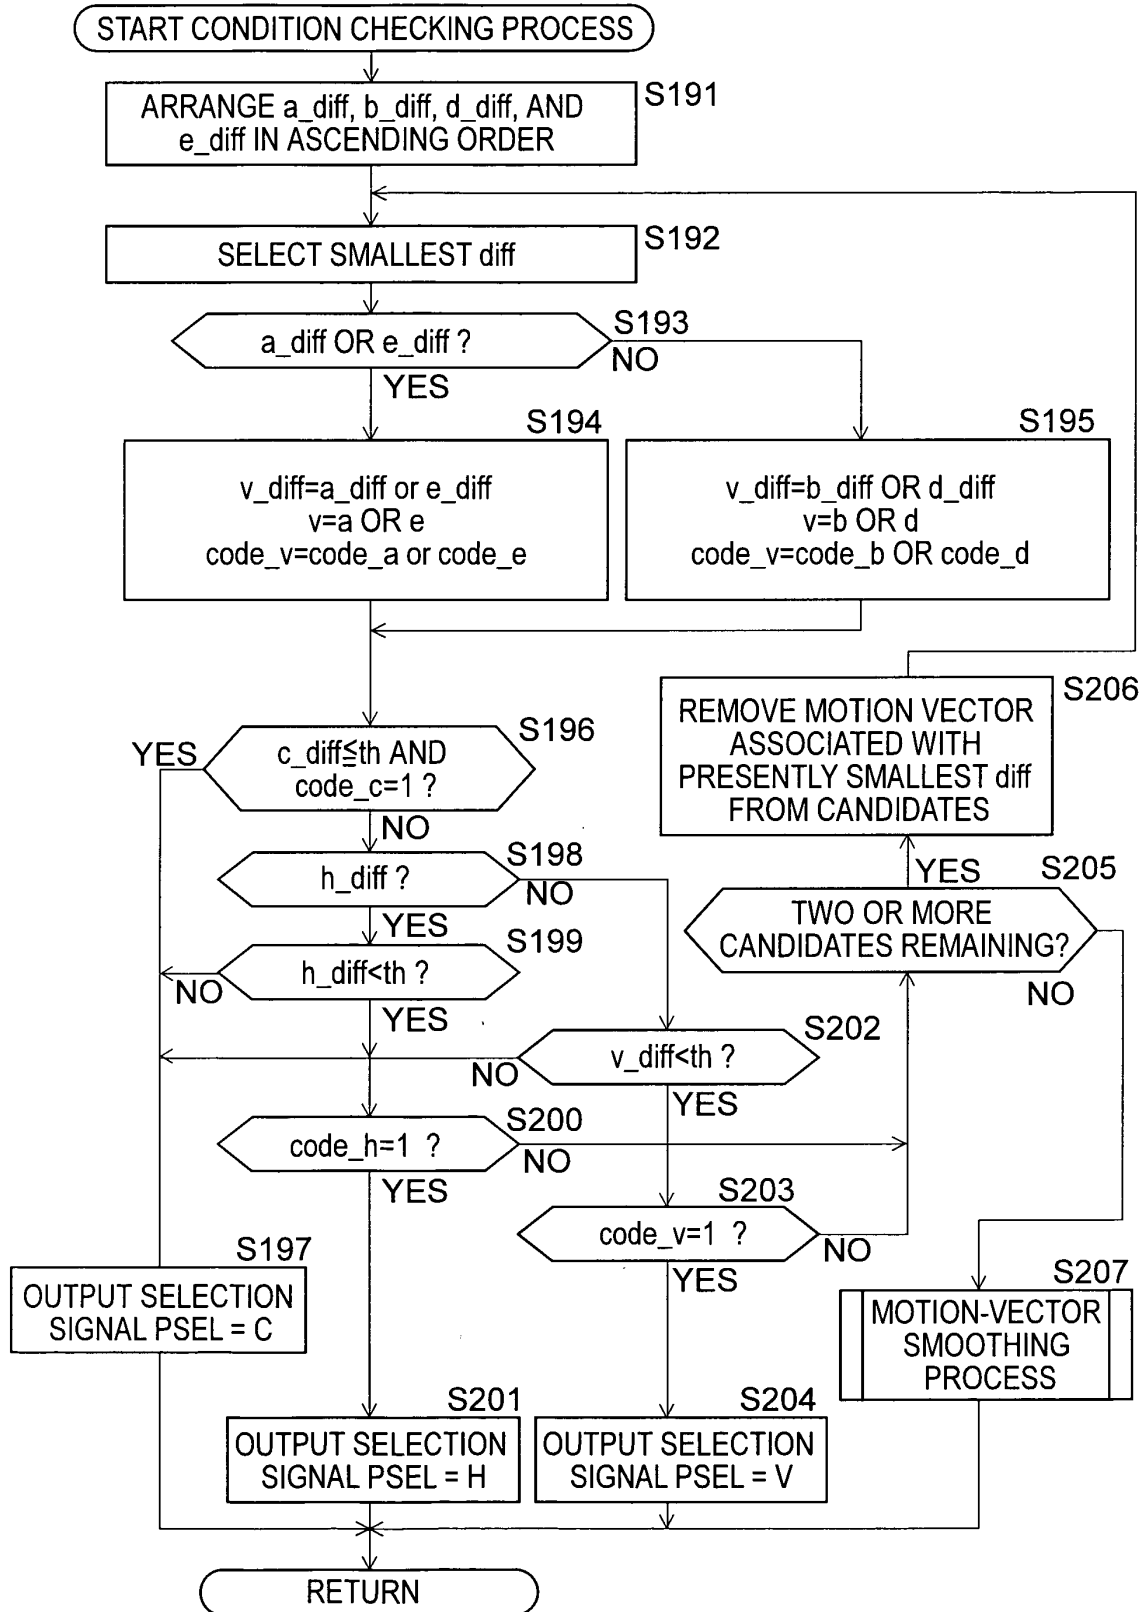 START CONDITION CHECKING PROCESS
S191
ARRANGE a_diff, b_diff, d_diff, AND
e_diff IN ASCENDING ORDER
S192
SELECT SMALLEST diff
S193
a_diff OR e_diff ?
NO
YES
S194
v_diff=a_diff or e_diff
v=a OR e
code_v=code_a or code_e
S195
v_diff=b_diff OR d_diff
v=b OR d
code_v=code_b OR code_d
S206
REMOVE MOTION VECTOR
ASSOCIATED WITH
PRESENTLY SMALLEST diff
FROM CANDIDATES
S196
YES
c_diff≦th AND
code_c=1 ?
NO
S198
h_diff ?
NO
YES
YES
S205
TWO OR MORE
CANDIDATES REMAINING?
NO
S199
h_diff<th ?
NO
YES
S202
v_diff<th ?
NO
YES
S200
code_h=1 ?
NO
YES
S203
code_v=1 ?
NO
YES
S197
OUTPUT SELECTION
SIGNAL PSEL = C
S207
MOTION-VECTOR
SMOOTHING
PROCESS
S201
OUTPUT SELECTION
SIGNAL PSEL = H
S204
OUTPUT SELECTION
SIGNAL PSEL = V
RETURN